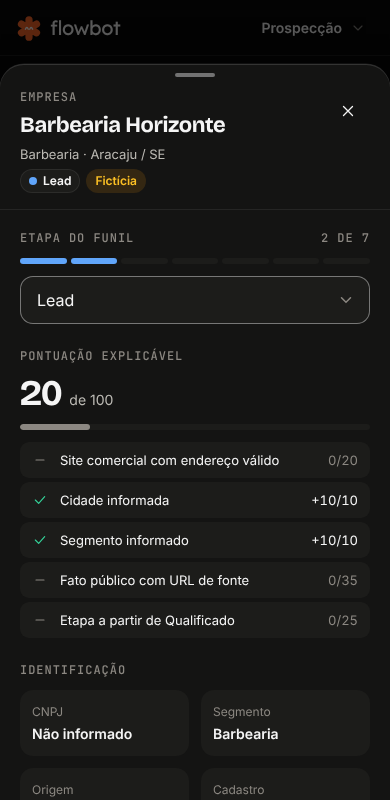 flowbot
Prospecção
EMPRESA
Barbearia Horizonte
Barbearia · Aracaju / SE
Lead
Fictícia
ETAPA DO FUNIL
2 DE 7
Lead
PONTUAÇÃO EXPLICÁVEL
20 de 100
Site comercial com endereço válido 0/20
Cidade informada +10/10
Segmento informado +10/10
Fato público com URL de fonte 0/35
Etapa a partir de Qualificado 0/25
IDENTIFICAÇÃO
CNPJ
Não informado
Segmento
Barbearia
Origem
Cadastro